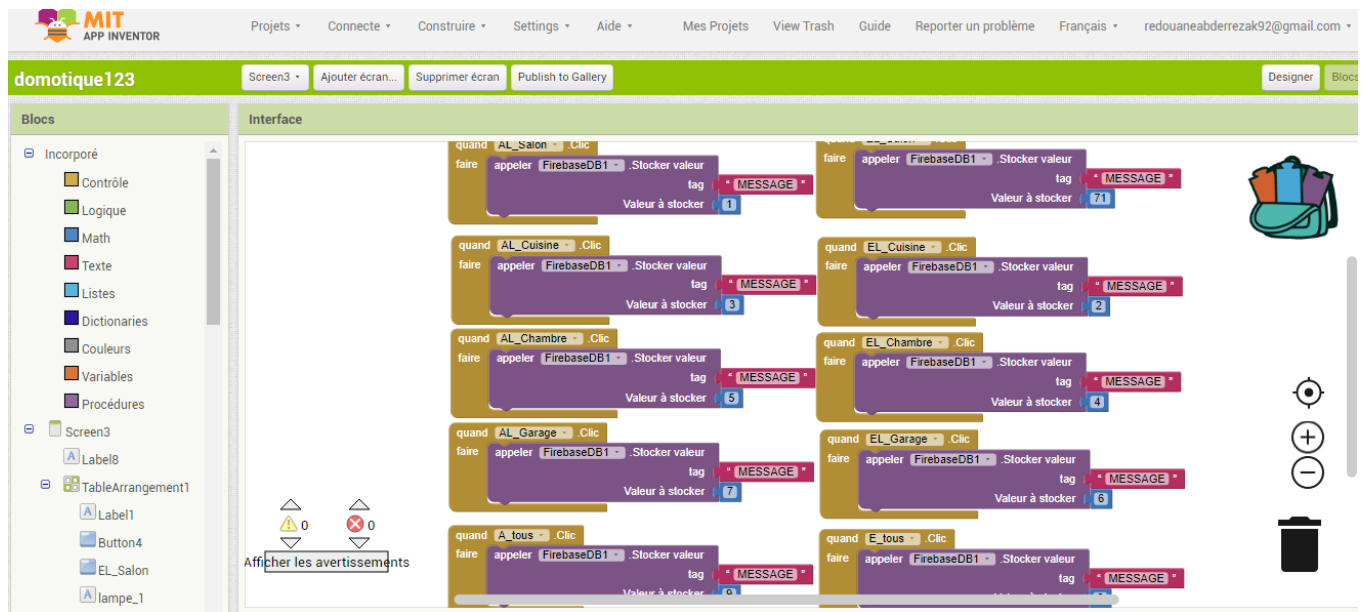 MIT
APP INVENTOR
Projets Connecte Construire Settings Aide Mes Projets View Trash Guide Reporter un problème Français redouaneabderrezak92@gmail.com
domotique123 Screen3 Ajouter écran... Supprimer écran Publish to Gallery Designer Blocs
Blocs
Interface
Incorporé
Contrôle
Logique
Math
Texte
Listes
Dictionaries
Couleurs
Variables
Procédures
Screen3
Label8
TableArrangement1
Label1
Button4
EL_Salon
lampe_1
quand AL_Salon .Clic
faire appeler FirebaseDB1 .Stocker valeur
tag " MESSAGE "
Valeur à stocker 1
faire appeler FirebaseDB1 .Stocker valeur
tag " MESSAGE "
Valeur à stocker 71
quand AL_Cuisine .Clic
faire appeler FirebaseDB1 .Stocker valeur
tag " MESSAGE "
Valeur à stocker 3
quand EL_Cuisine .Clic
faire appeler FirebaseDB1 .Stocker valeur
tag " MESSAGE "
Valeur à stocker 2
quand AL_Chambre .Clic
faire appeler FirebaseDB1 .Stocker valeur
tag " MESSAGE "
Valeur à stocker 5
quand EL_Chambre .Clic
faire appeler FirebaseDB1 .Stocker valeur
tag " MESSAGE "
Valeur à stocker 4
quand AL_Garage .Clic
faire appeler FirebaseDB1 .Stocker valeur
tag " MESSAGE "
Valeur à stocker 7
quand EL_Garage .Clic
faire appeler FirebaseDB1 .Stocker valeur
tag " MESSAGE "
Valeur à stocker 6
quand A_tous .Clic
faire appeler FirebaseDB1 .Stocker valeur
tag " MESSAGE "
Valeur à stocker 9
quand E_tous .Clic
faire appeler FirebaseDB1 .Stocker valeur
tag " MESSAGE "
0 0
Afficher les avertissements